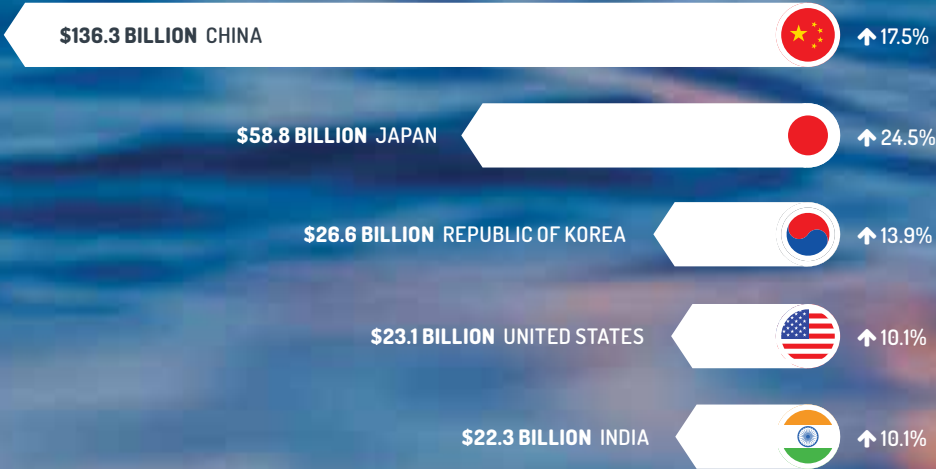 $136.3 BILLION CHINA 17.5%
$58.8 BILLION JAPAN 24.5%
$26.6 BILLION REPUBLIC OF KOREA 13.9%
$23.1 BILLION UNITED STATES 10.1%
$22.3 BILLION INDIA 10.1%